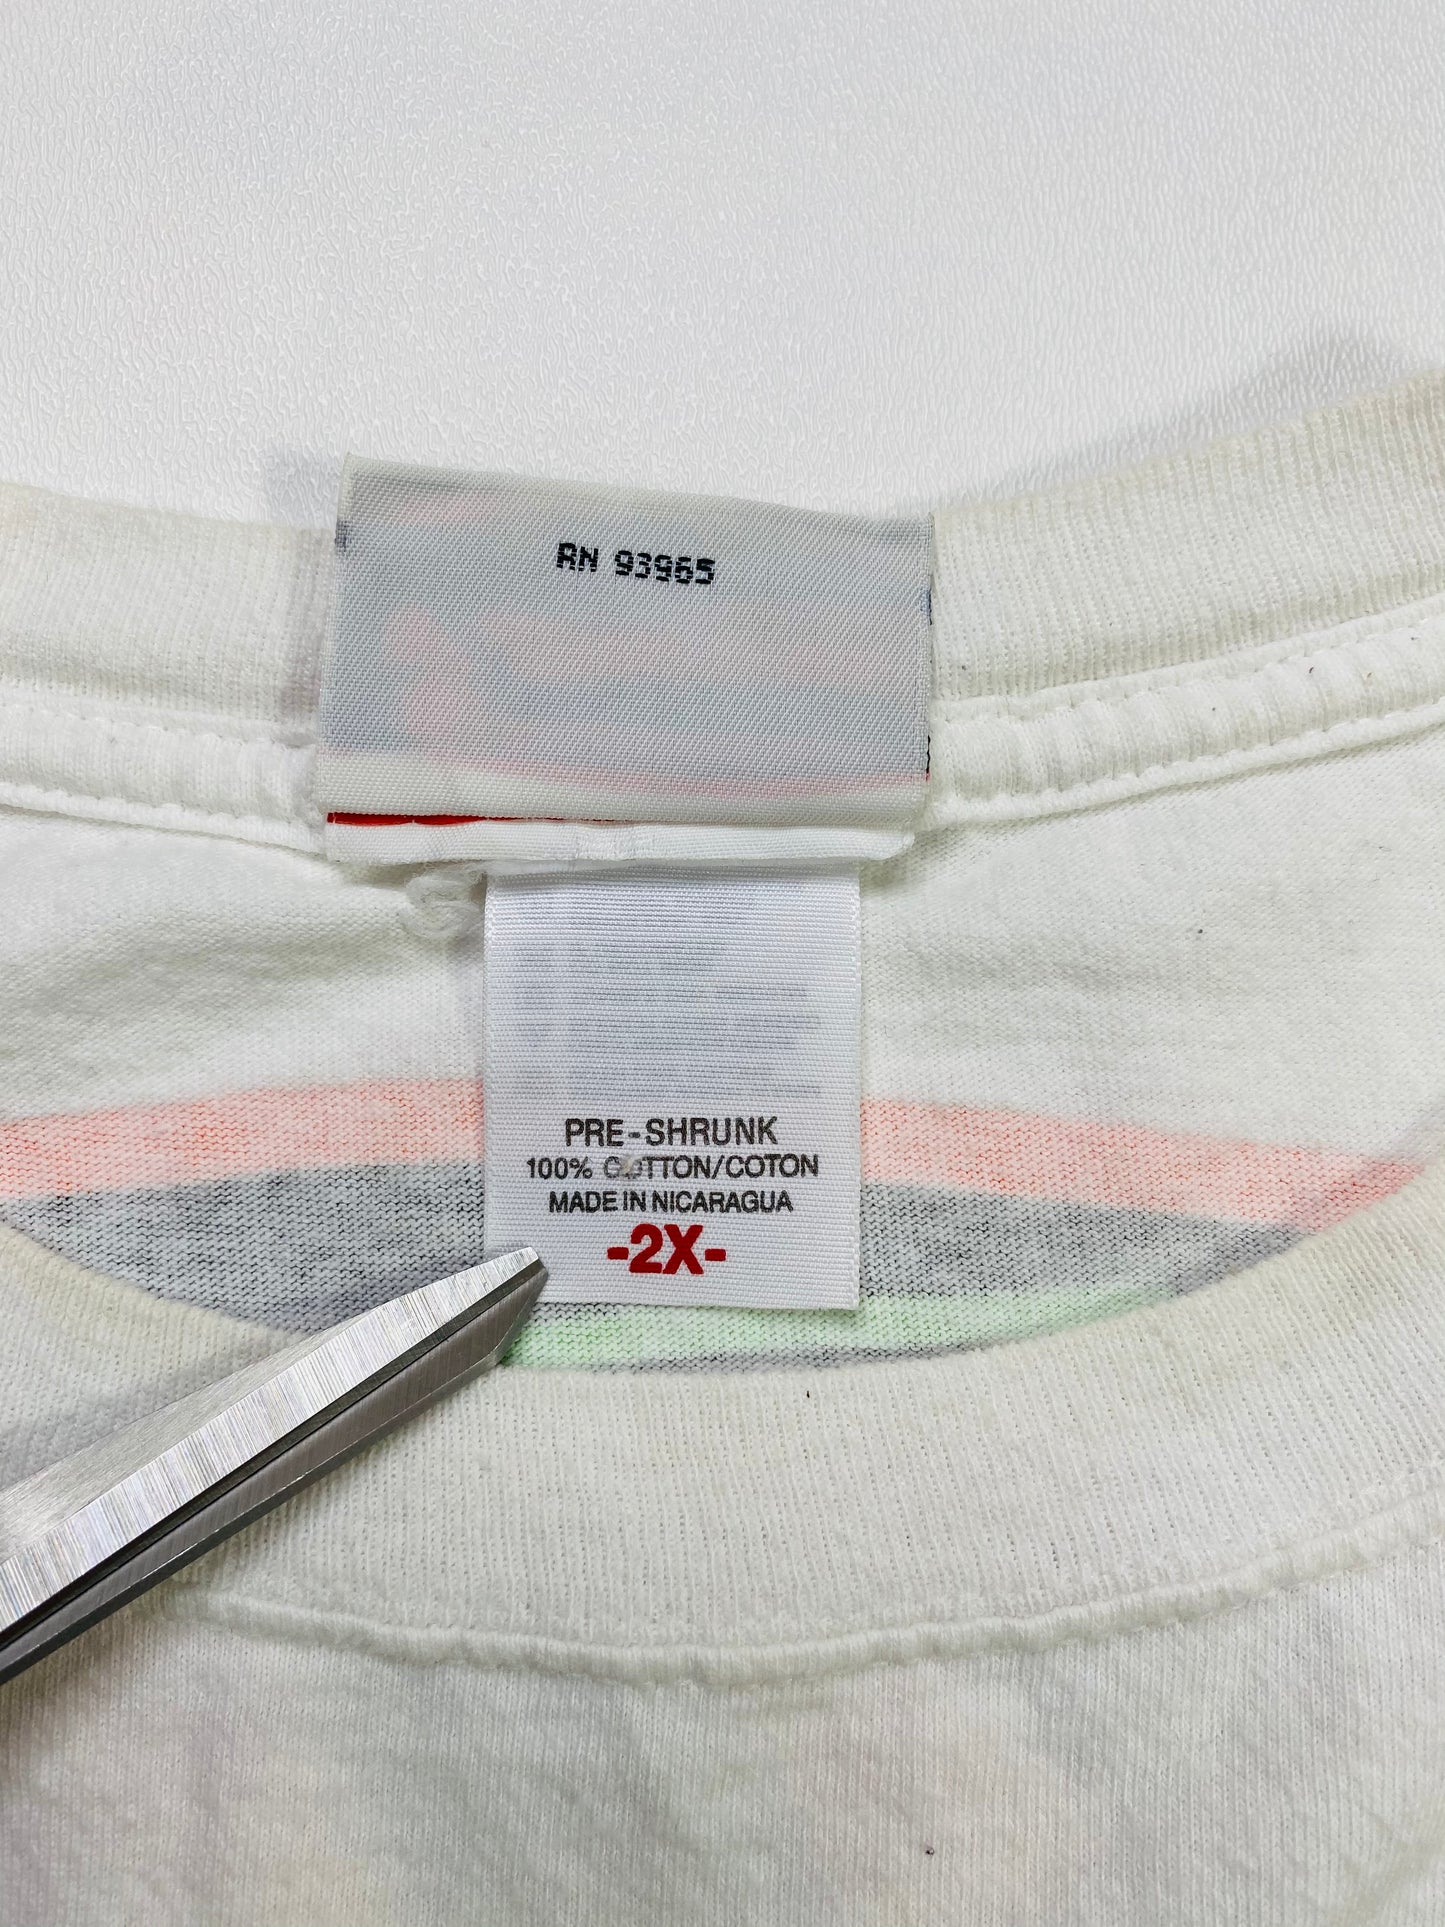 RN 93965
PRE-SHRUNK
100% COTTON/COTON
MADE IN NICARAGUA
-2X-